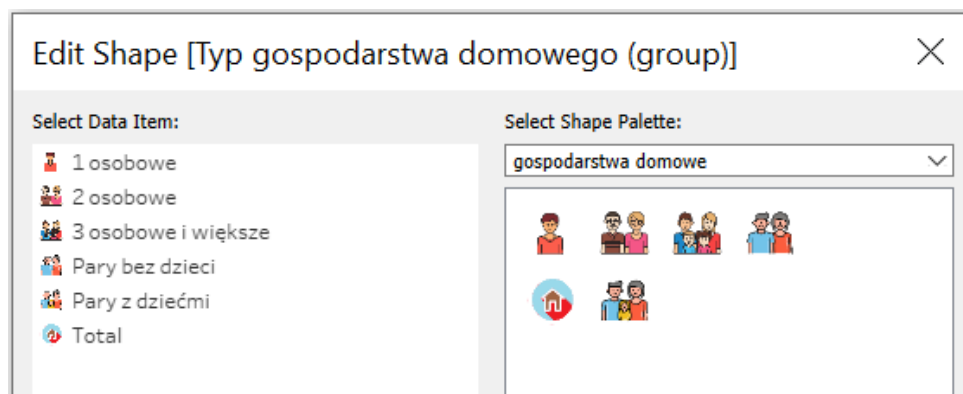 Edit Shape [Typ gospodarstwa domowego (group)]
Select Data Item:
1 osobowe
2 osobowe
3 osobowe i większe
Pary bez dzieci
Pary z dziećmi
Total
Select Shape Palette:
gospodarstwa domowe